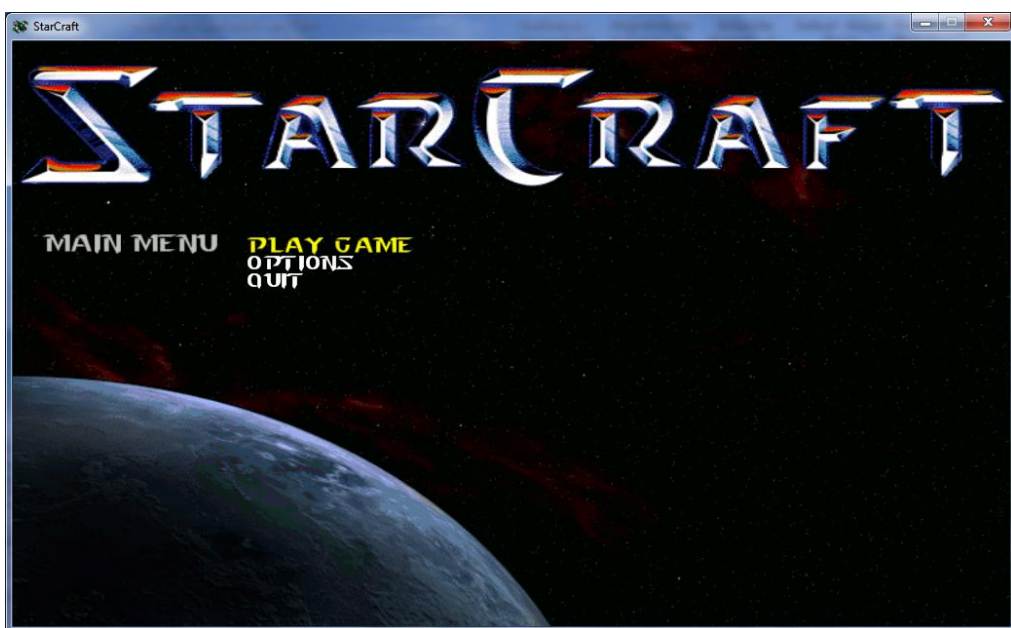 StarCraft
StarCraft
MAIN MENU
PLAY GAME
OPTIONS
QUIT